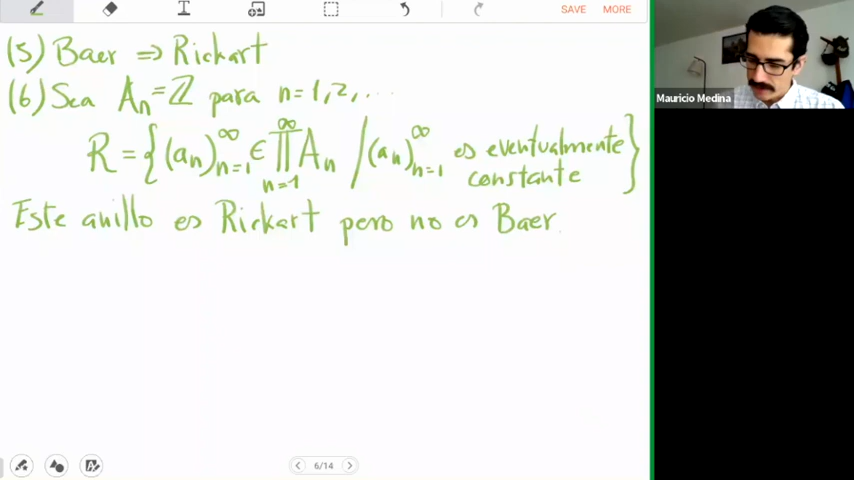 SAVE MORE
(5) Baer ⇒ Rickart
(6) Sea Aₙ = ℤ para n=1,2,...
R = {(aₙ)ₙ₌₁^∞ ∈ ∏ₙ₌₁^∞ Aₙ / (aₙ)ₙ₌₁^∞ es eventualmente
constante}
Este anillo es Rickart pero no es Baer.
6/14
Mauricio Medina